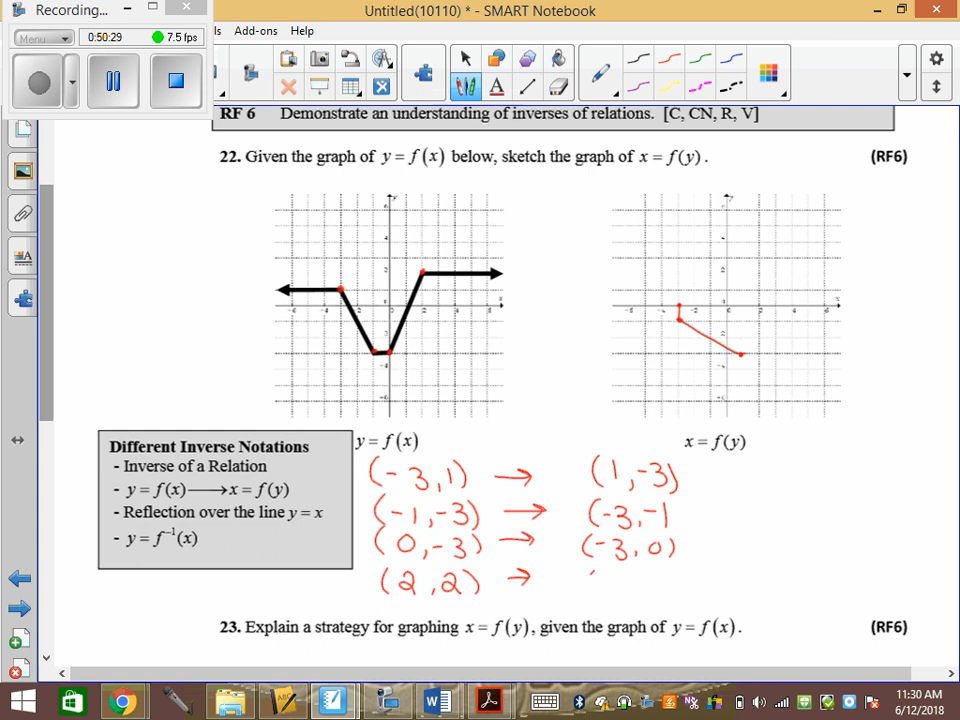 Recording...
Untitled(10110) * - SMART Notebook
Menu
0:50:29
7.5 fps
Add-ons Help
RF 6 Demonstrate an understanding of inverses of relations. [C, CN, R, V]
22. Given the graph of y = f(x) below, sketch the graph of x = f(y). (RF6)
y = f(x)
x = f(y)
Different Inverse Notations
- Inverse of a Relation
- y = f(x) ⟶ x = f(y)
- Reflection over the line y = x
- y = f⁻¹(x)
(-3, 1) → (1, -3)
(-1, -3) → (-3, -1
(0, -3) → (-3, 0)
(2, 2) →
23. Explain a strategy for graphing x = f(y), given the graph of y = f(x). (RF6)
11:30 AM
6/12/2018